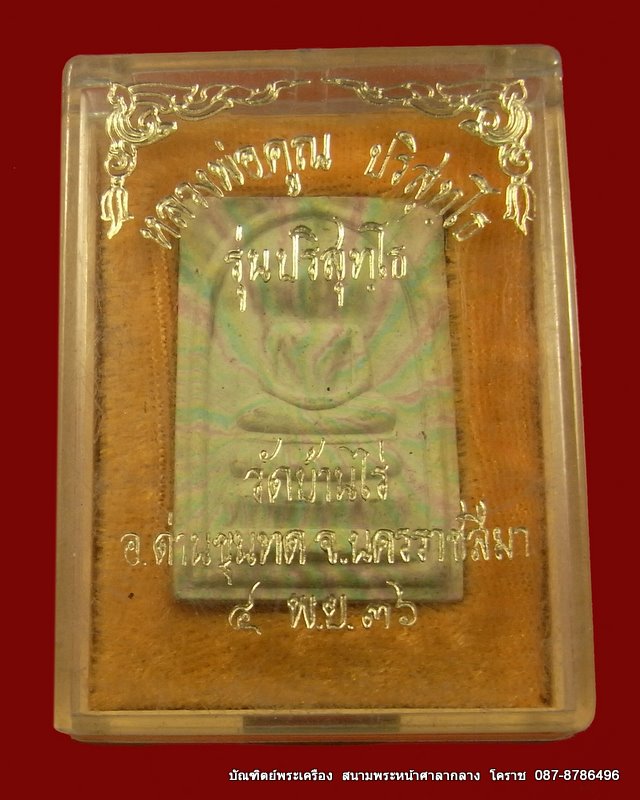 หลวงพ่อคูณ ปริสุทฺโธ
รุ่นปริสุทฺโธ
วัดบ้านไร่
อ.ด่านขุนทด จ.นครราชสีมา
๔ พ.ย.๓๖
บัณฑิตย์พระเครื่อง สนามพระหน้าศาลากลาง โคราช 087-8786496